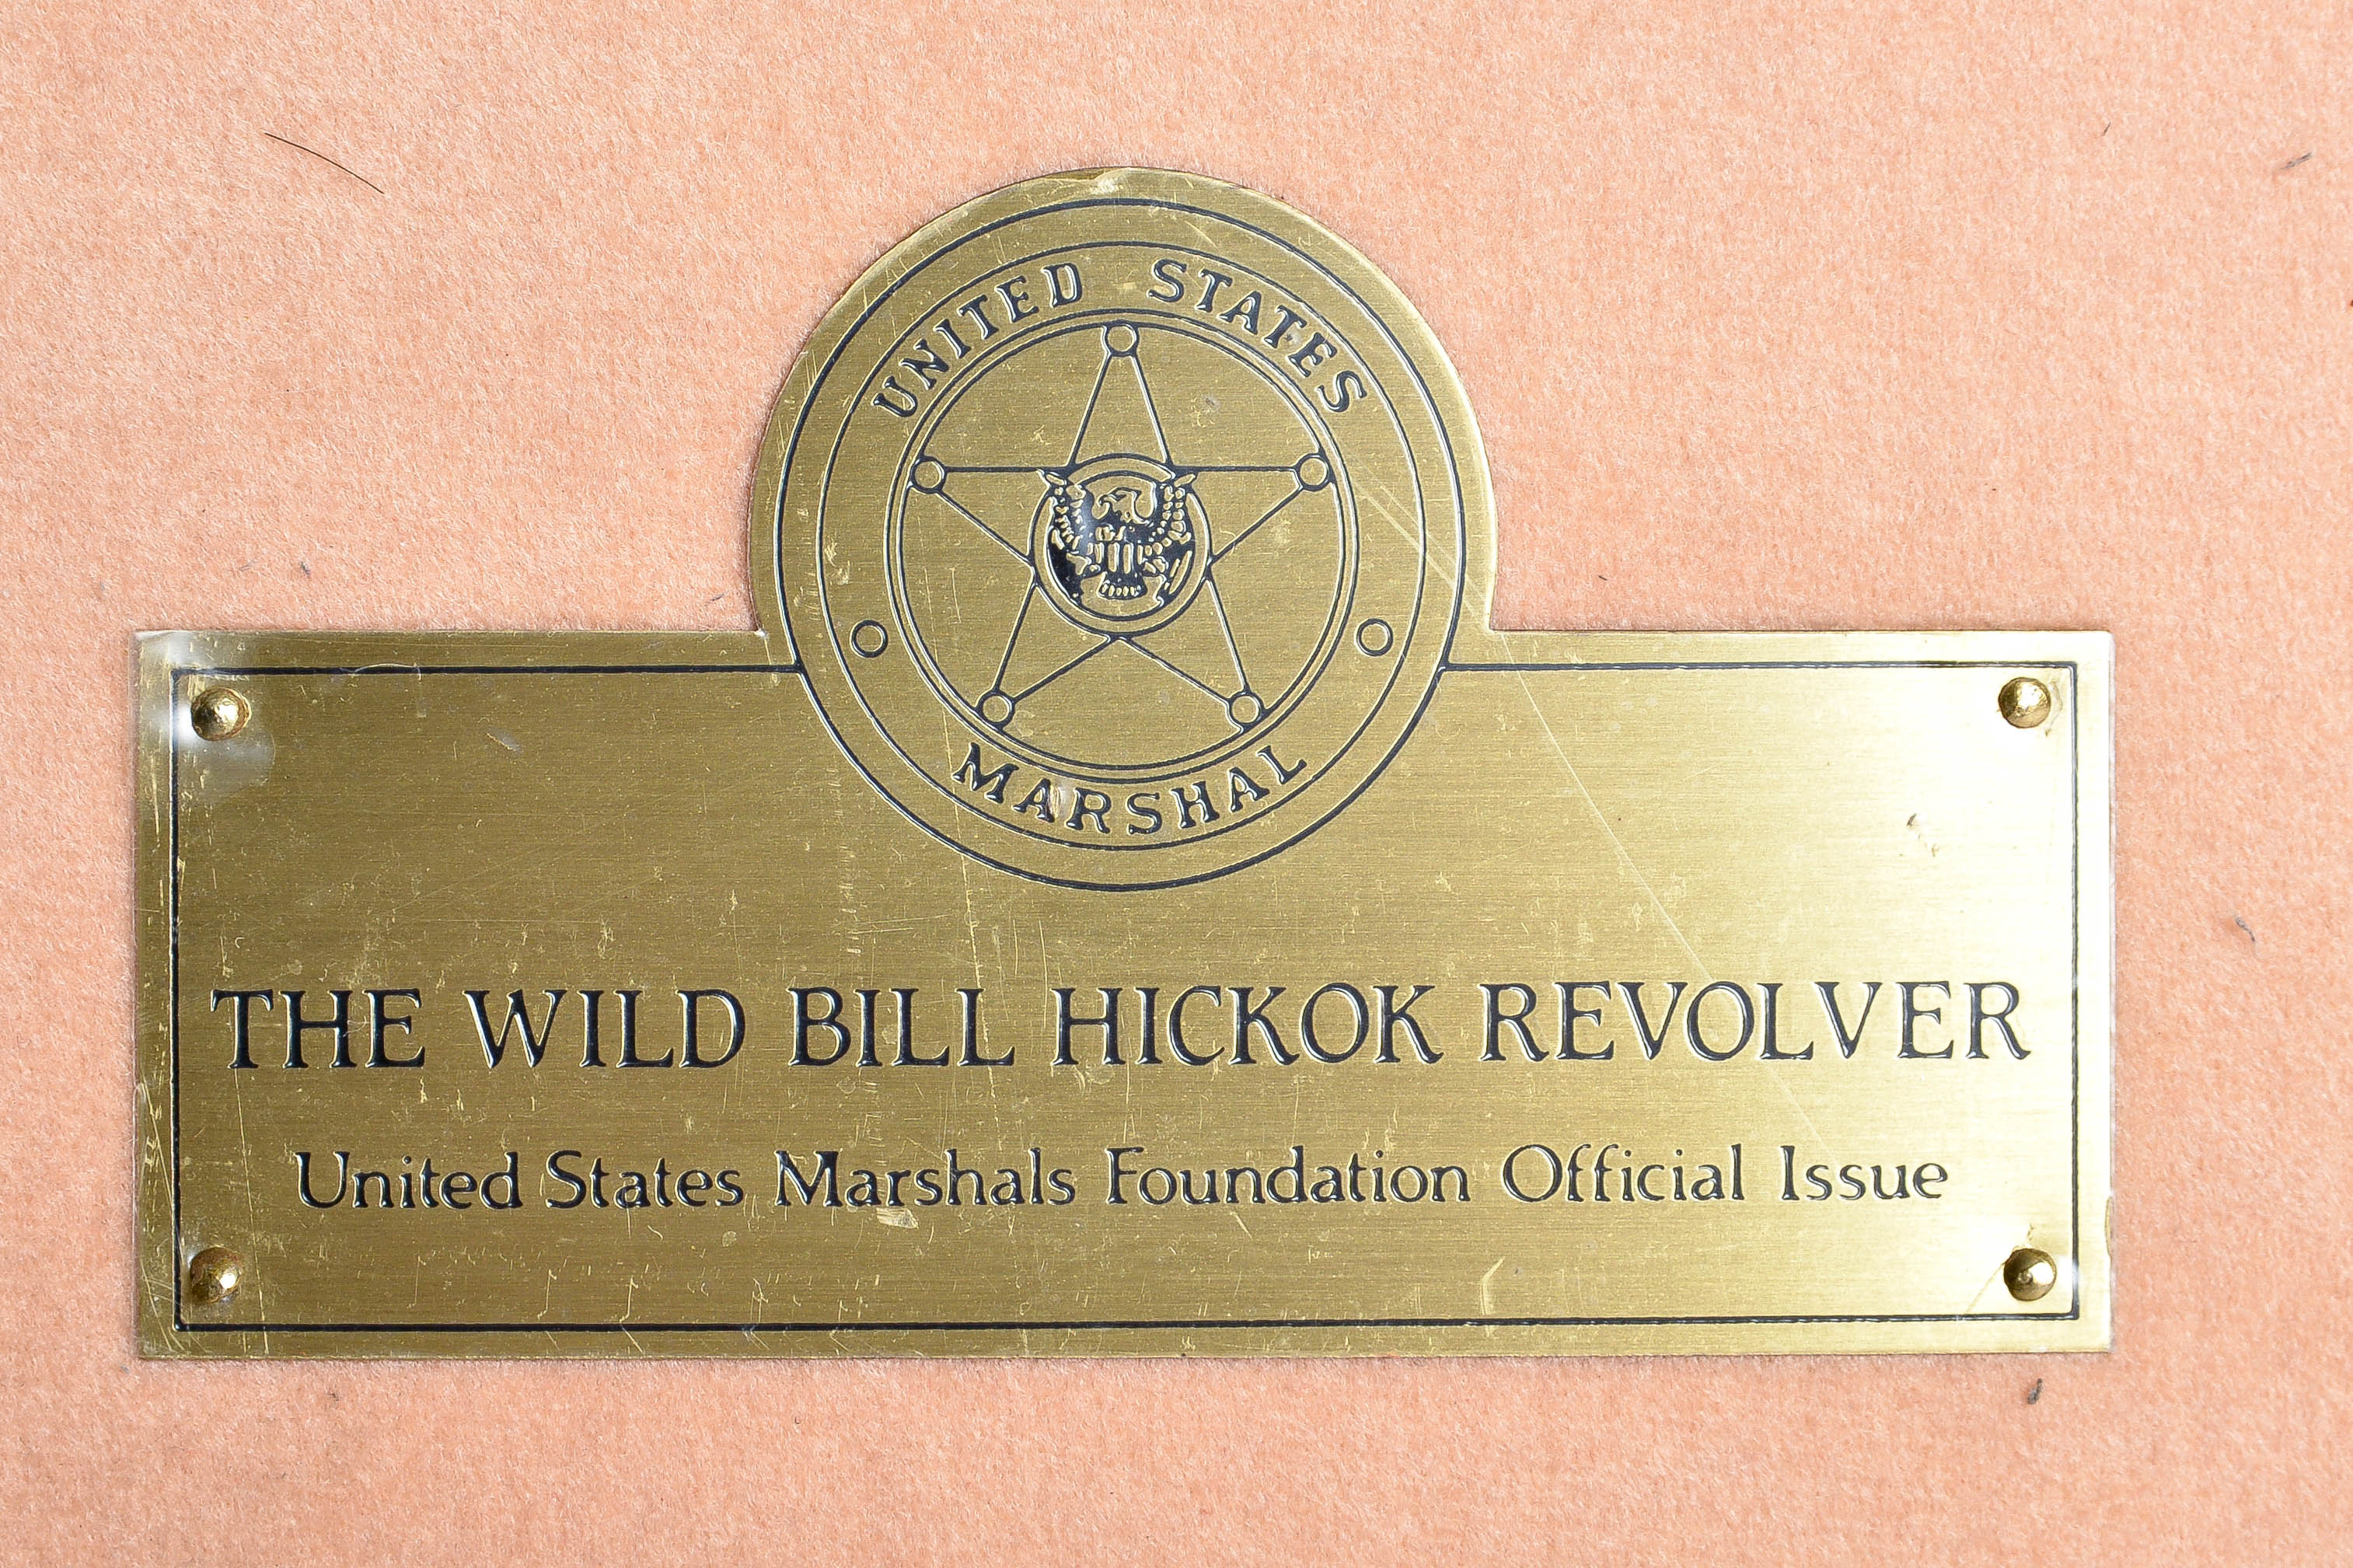 UNITED STATES
MARSHAL
THE WILD BILL HICKOK REVOLVER
United States Marshals Foundation Official Issue